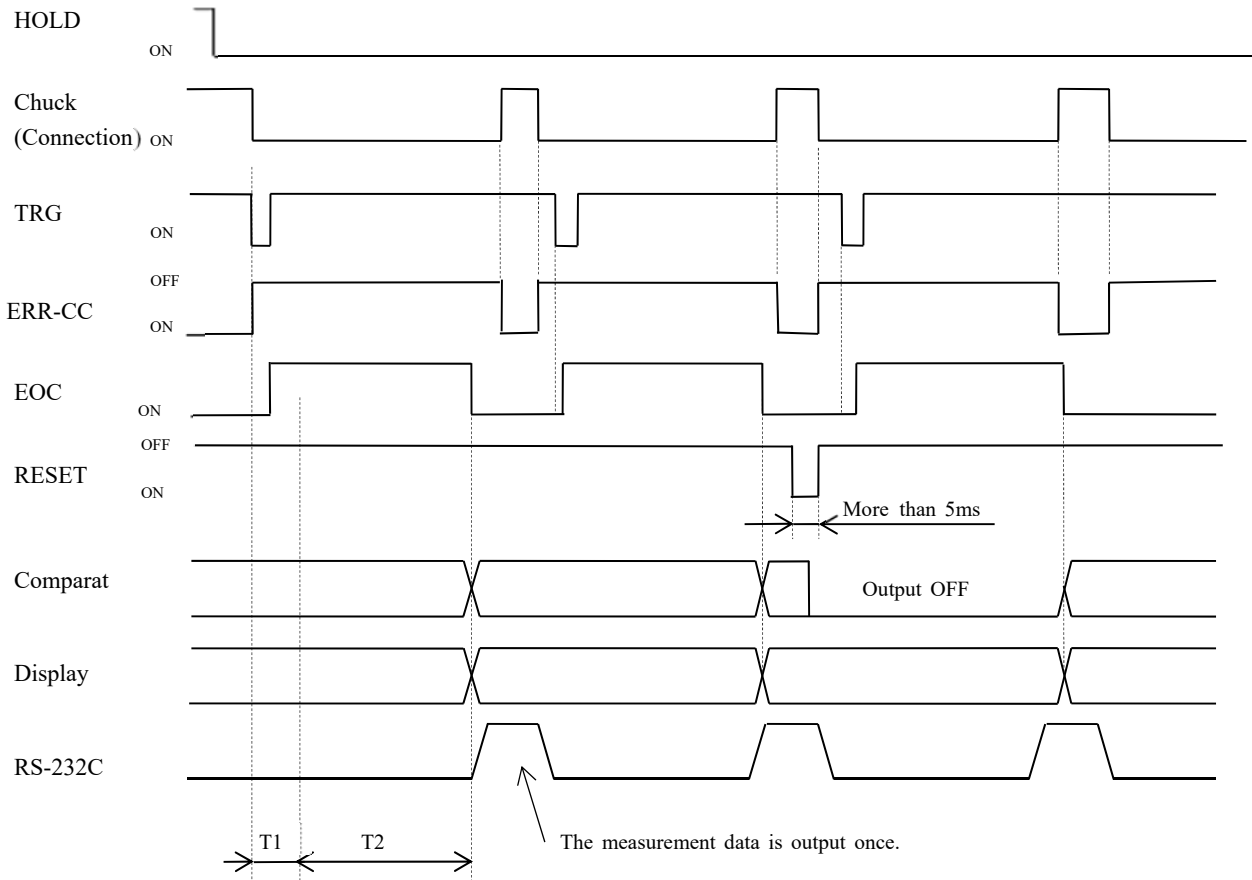 HOLD
ON
Chuck
(Connection) ON
TRG
ON
OFF
ERR-CC
ON
EOC
ON
OFF
RESET
ON
More than 5ms
Comparat
Output OFF
Display
RS-232C
T1
T2
The measurement data is output once.